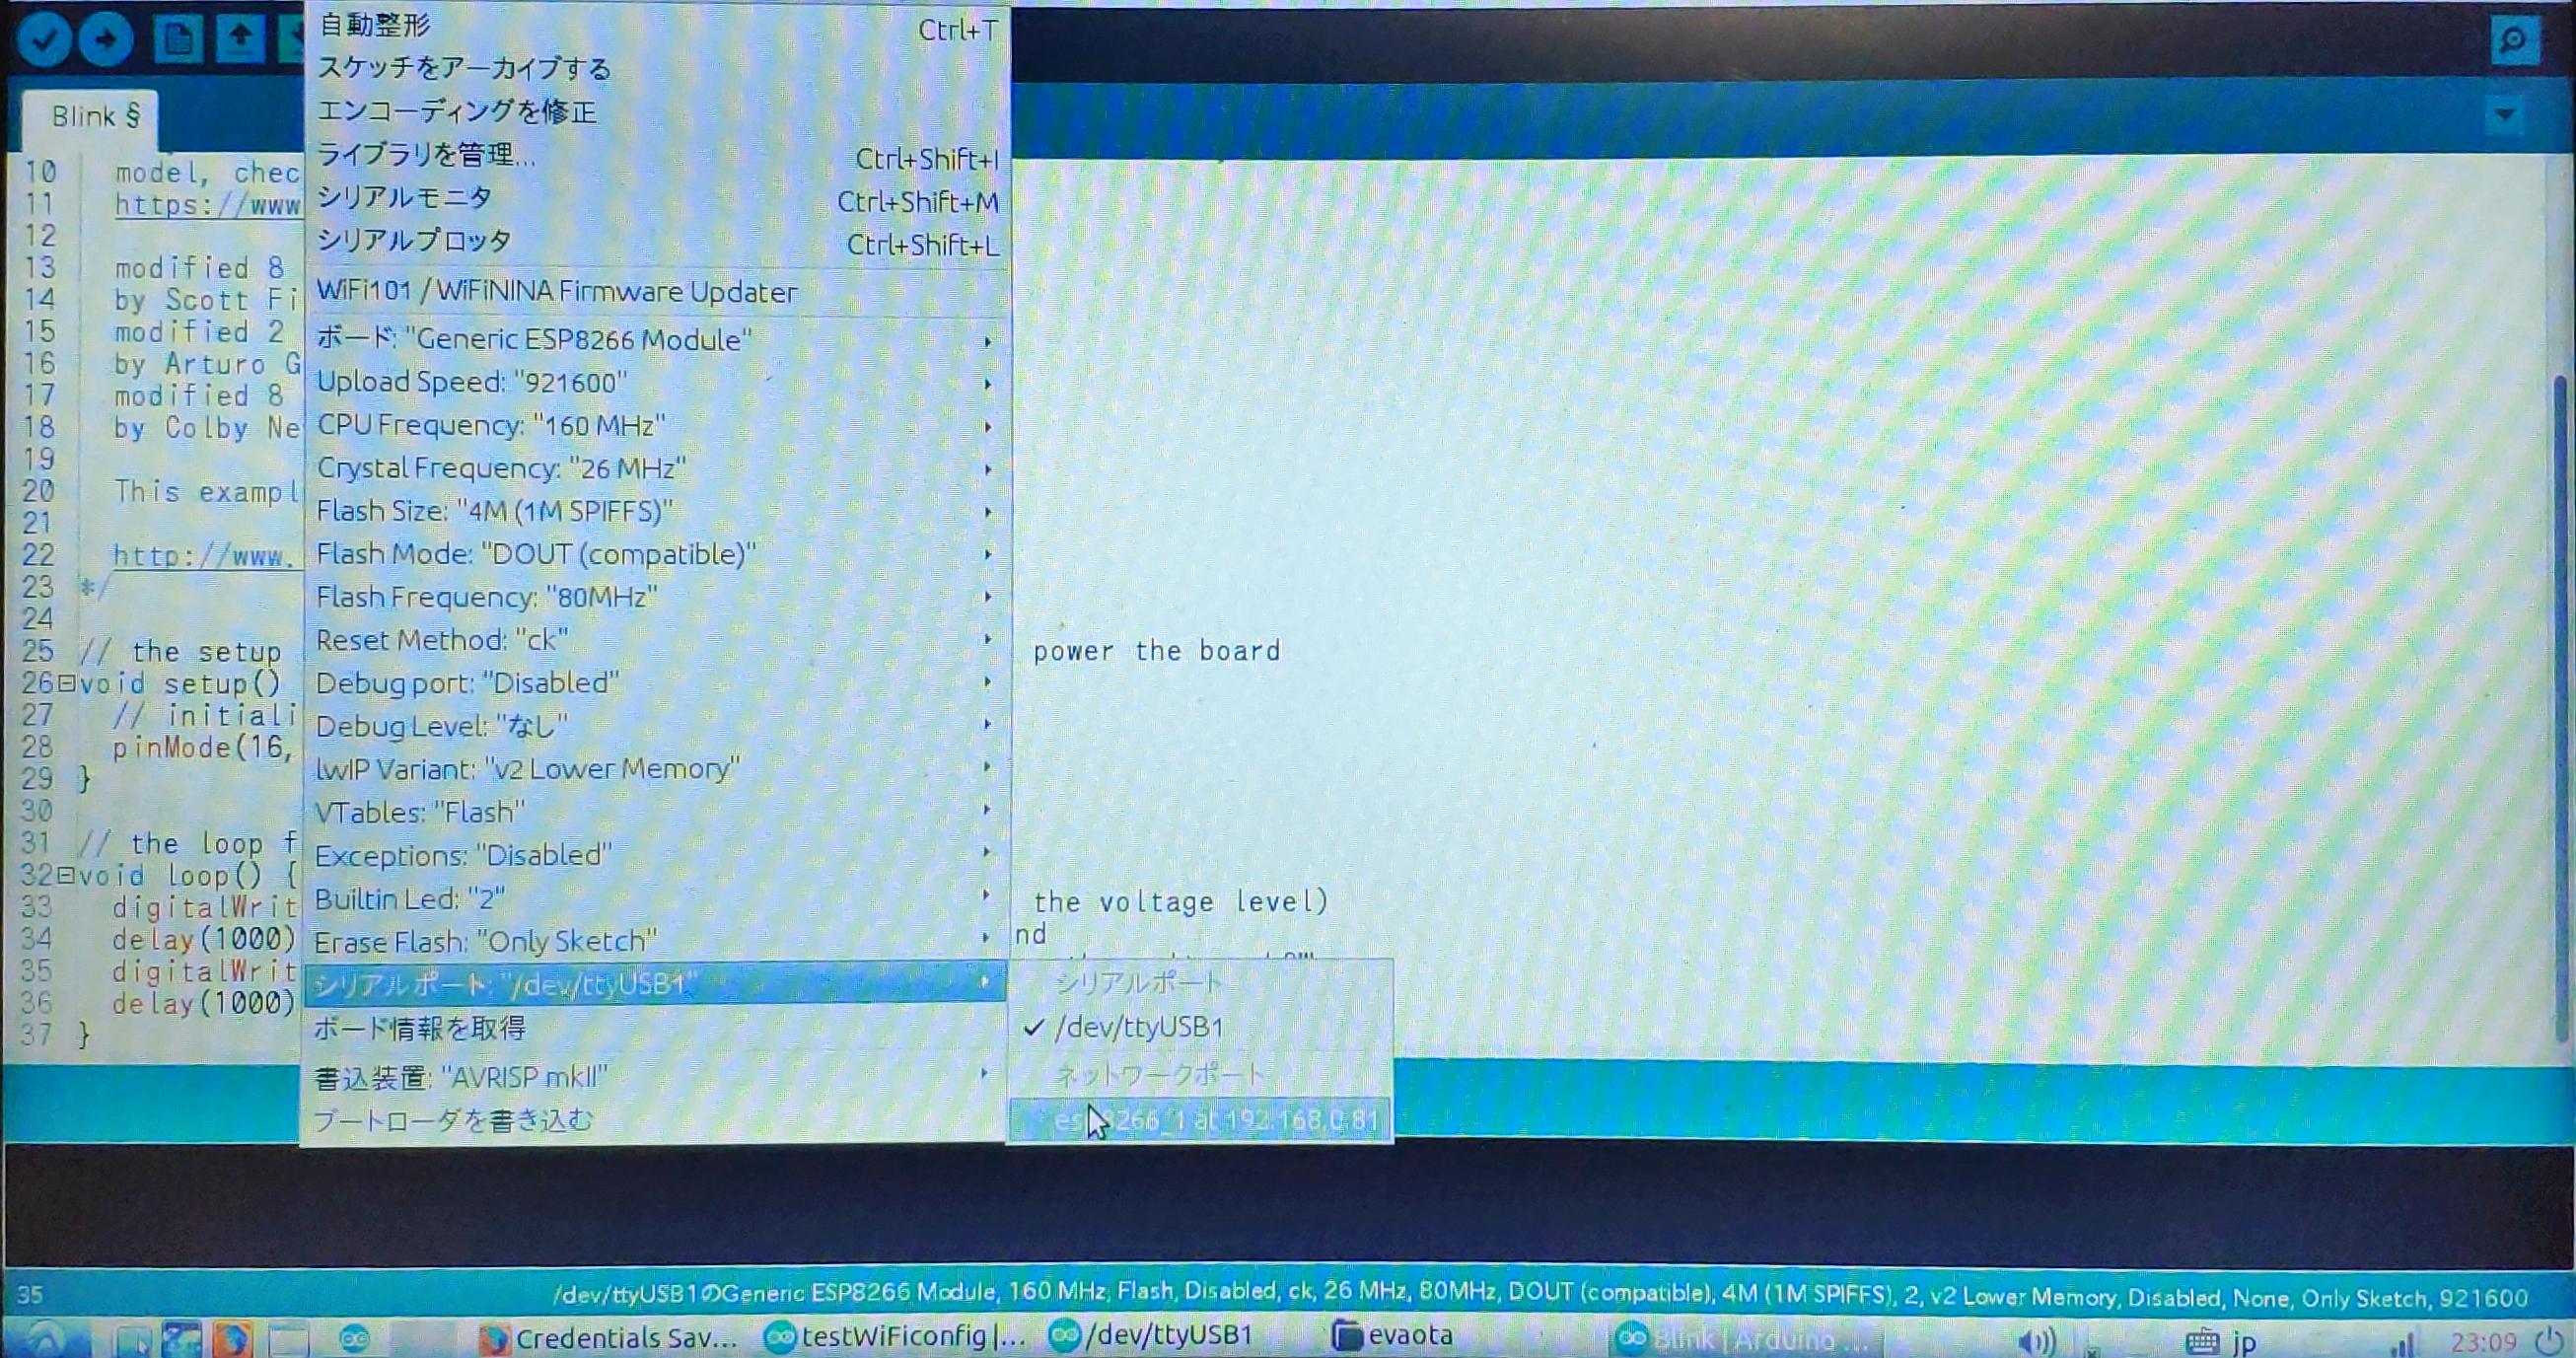 自動整形 Ctrl+T
スケッチをアーカイブする
エンコーディングを修正
ライブラリを管理... Ctrl+Shift+I
シリアルモニタ Ctrl+Shift+M
シリアルプロッタ Ctrl+Shift+L
WiFi101 / WiFiNINA Firmware Updater
ボード: "Generic ESP8266 Module"
Upload Speed: "921600"
CPU Frequency: "160 MHz"
Crystal Frequency: "26 MHz"
Flash Size: "4M (1M SPIFFS)"
Flash Mode: "DOUT (compatible)"
Flash Frequency: "80MHz"
Reset Method: "ck"
Debug port: "Disabled"
Debug Level: "なし"
lwIP Variant: "v2 Lower Memory"
VTables: "Flash"
Exceptions: "Disabled"
Builtin Led: "2"
Erase Flash: "Only Sketch"
シリアルポート: "/dev/ttyUSB1"
ボード情報を取得
書込装置: "AVRISP mkII"
ブートローダを書き込む
シリアルポート
✓ /dev/ttyUSB1
ネットワークポート
266_1 at 192.168.0.81
Blink §
10 model, chec
11 https://www
12
13 modified 8
14 by Scott Fi
15 modified 2
16 by Arturo G
17 modified 8
18 by Colby Ne
19
20 This exampl
21
22 http://www.
23 */
24
25 // the setup power the board
26 void setup()
27 // initiali
28 pinMode(16,
29 }
30
31 // the loop f
32 void loop() {
33 digitalWrit the voltage level)
34 delay(1000) nd
35 digitalWrit
36 delay(1000)
37 }
35 /dev/ttyUSB1のGeneric ESP8266 Module, 160 MHz, Flash, Disabled, ck, 26 MHz, 80MHz, DOUT (compatible), 4M (1M SPIFFS), 2, v2 Lower Memory, Disabled, None, Only Sketch, 921600
Credentials Sav... testWiFiconfig |... /dev/ttyUSB1 evaota Blink | Arduino ... jp 23:09